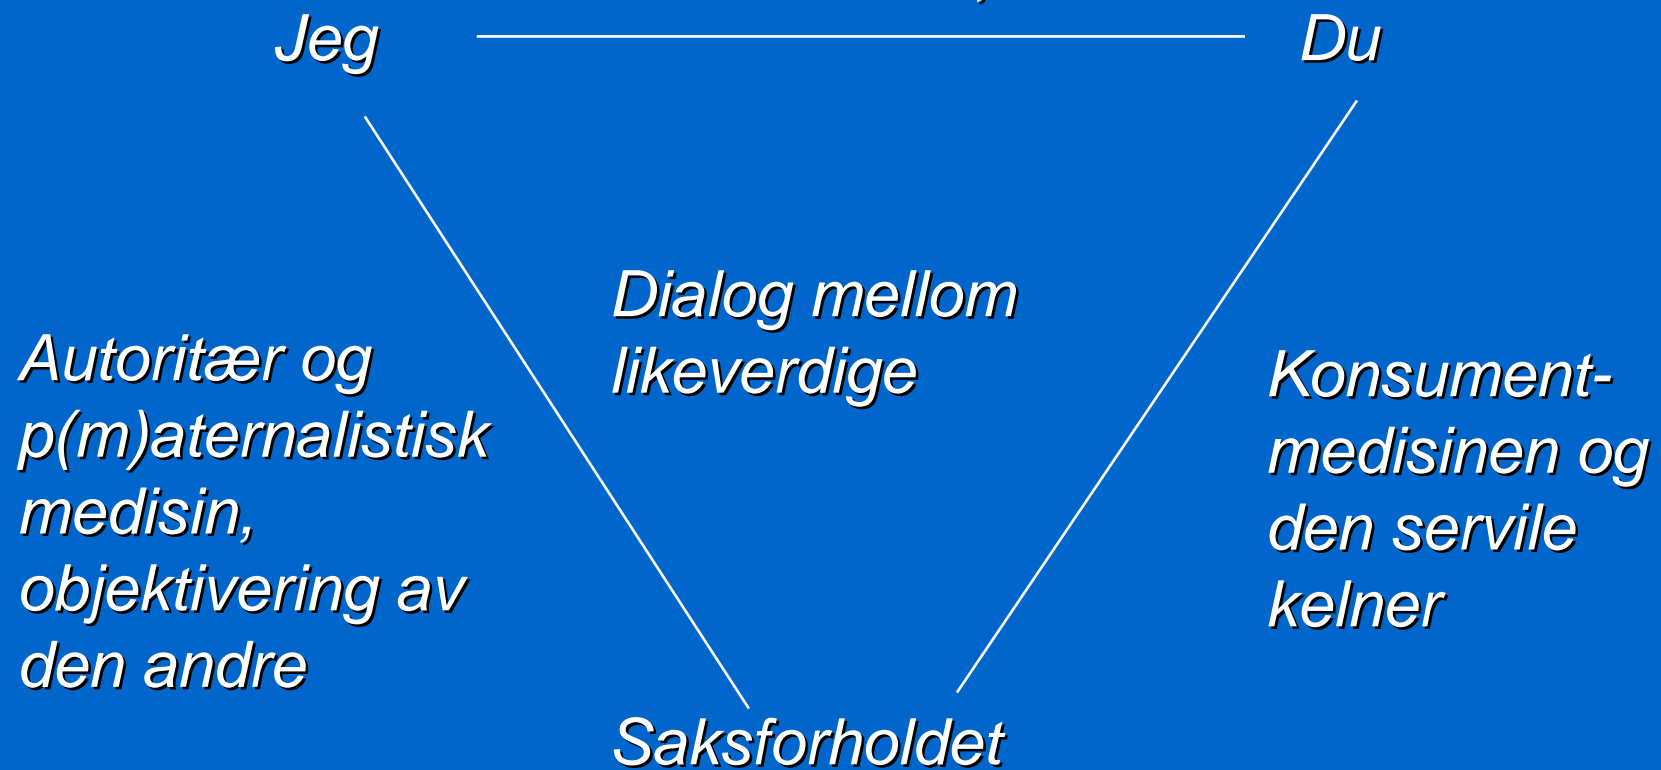 Jeg
Du
Dialog mellom
likeverdige
Autoritær og
p(m)aternalistisk
medisin,
objektivering av
den andre
Konsument-
medisinen og
den servile
kelner
Saksforholdet